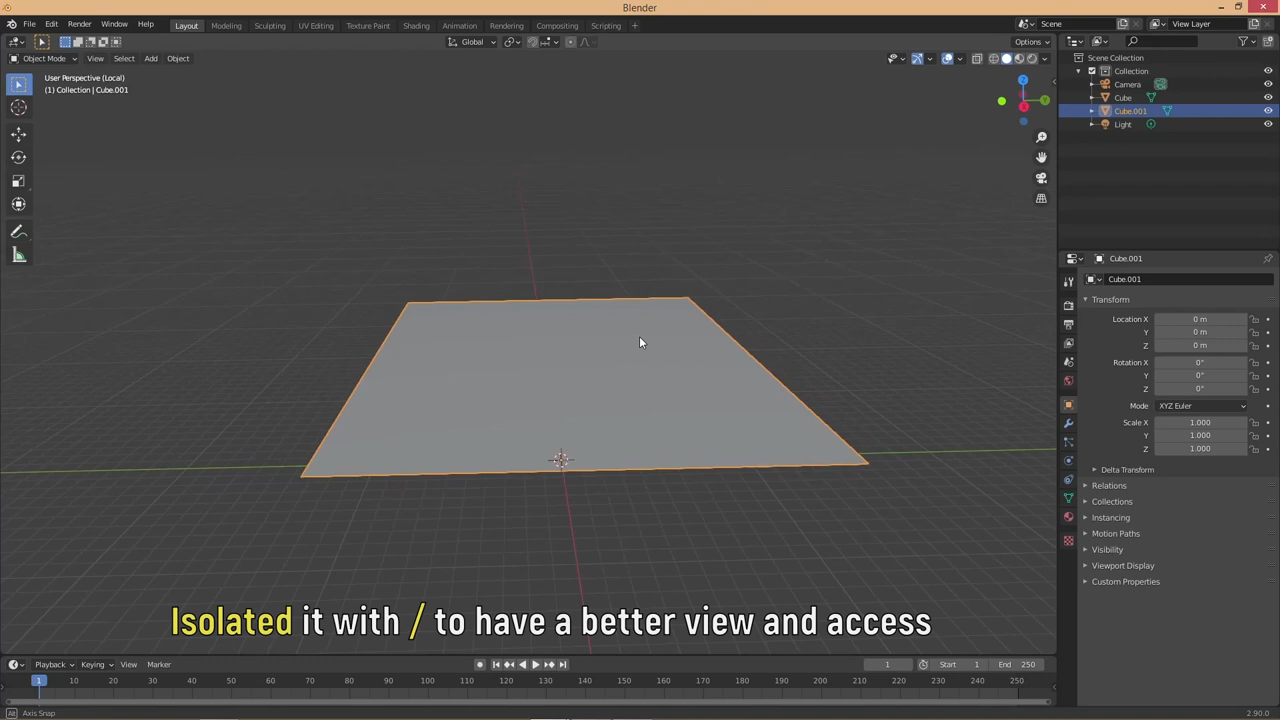 Blender
File Edit Render Window Help
Layout Modeling Sculpting UV Editing Texture Paint Shading Animation Rendering Compositing Scripting +
Scene
View Layer
Global
Options
Object Mode View Select Add Object
User Perspective (Local)
(1) Collection | Cube.001
Z
Y
X
Scene Collection
Collection
Camera
Cube
Cube.001
Light
Cube.001
Cube.001
Transform
Location X 0 m
Y 0 m
Z 0 m
Rotation X 0°
Y 0°
Z 0°
Mode XYZ Euler
Scale X 1.000
Y 1.000
Z 1.000
Delta Transform
Relations
Collections
Instancing
Motion Paths
Visibility
Viewport Display
Custom Properties
Isolated it with / to have a better view and access
Playback Keying View Marker
1
Start 1 End 250
1 10 20 30 40 50 60 70 80 90 100 110 120 130 140 150 160 170 180 190 200 210 220 230 240 250
Alt Axis Snap
2.90.0